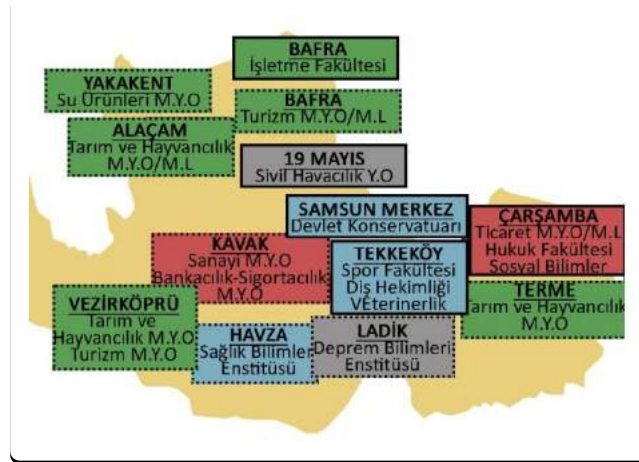 BAFRA
İşletme Fakültesi
YAKAKENT
Su Ürünleri M.Y.O
BAFRA
Turizm M.Y.O/M.L
ALAÇAM
Tarım ve Hayvancılık
M.Y.O/M.L
19 MAYIS
Sivil Havacılık Y.O
SAMSUN MERKEZ
Devlet Konservatuarı
ÇARŞAMBA
Ticaret M.Y.O/M.L
Hukuk Fakültesi
Sosyal Bilimler
KAVAK
Sanayi M.Y.O
Bankacılık-Sigortacılık
M.Y.O
TEKKEKÖY
Spor Fakültesi
Diş Hekimliği
VEterinerlik
TERME
Tarım ve Hayvancılık
M.Y.O
VEZİRKÖPRÜ
Tarım ve
Hayvancılık M.Y.O
Turizm M.Y.O
HAVZA
Sağlik Bilimler
Enstitüsü
LADİK
Deprem Bilimleri
Enstitüsü